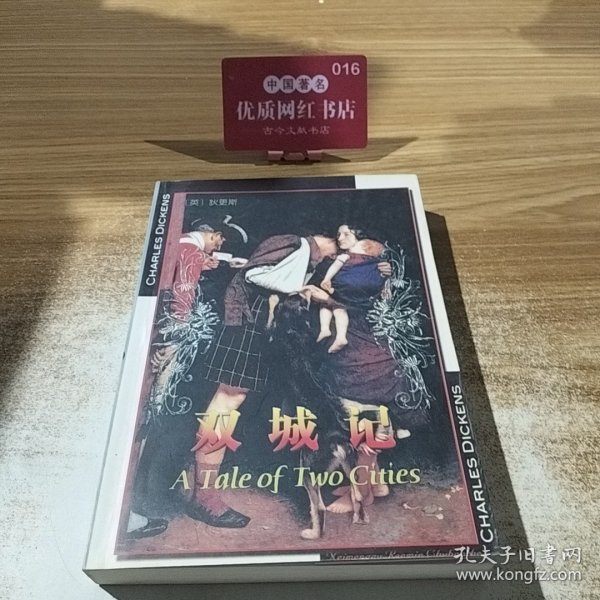 016
中国著名
优质网红书店
古今文献书店
CHARLES DICKENS
〔英〕狄更斯
双城记
A Tale of Two Cities
CHARLES DICKENS
孔夫子旧书网
www.kongfz.com